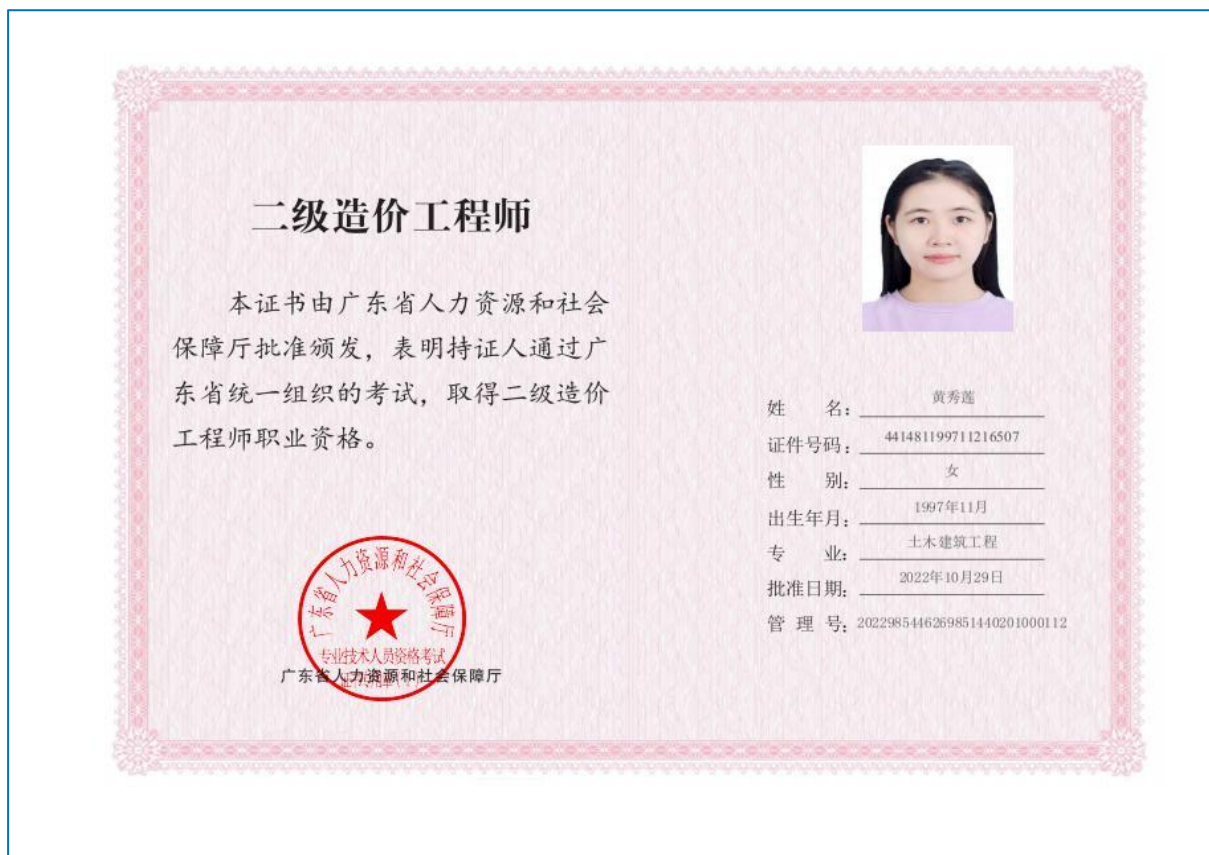 二级造价工程师
本证书由广东省人力资源和社会
保障厅批准颁发，表明持证人通过广
东省统一组织的考试，取得二级造价
工程师职业资格。
广东省人力资源和社会保障厅
专业技术人员资格考试
广东省人力资源和社会保障厅
姓 名：黄秀莲
证件号码：441481199711216507
性 别：女
出生年月：1997年11月
专 业：土木建筑工程
批准日期：2022年10月29日
管 理 号：2022985446269851440201000112